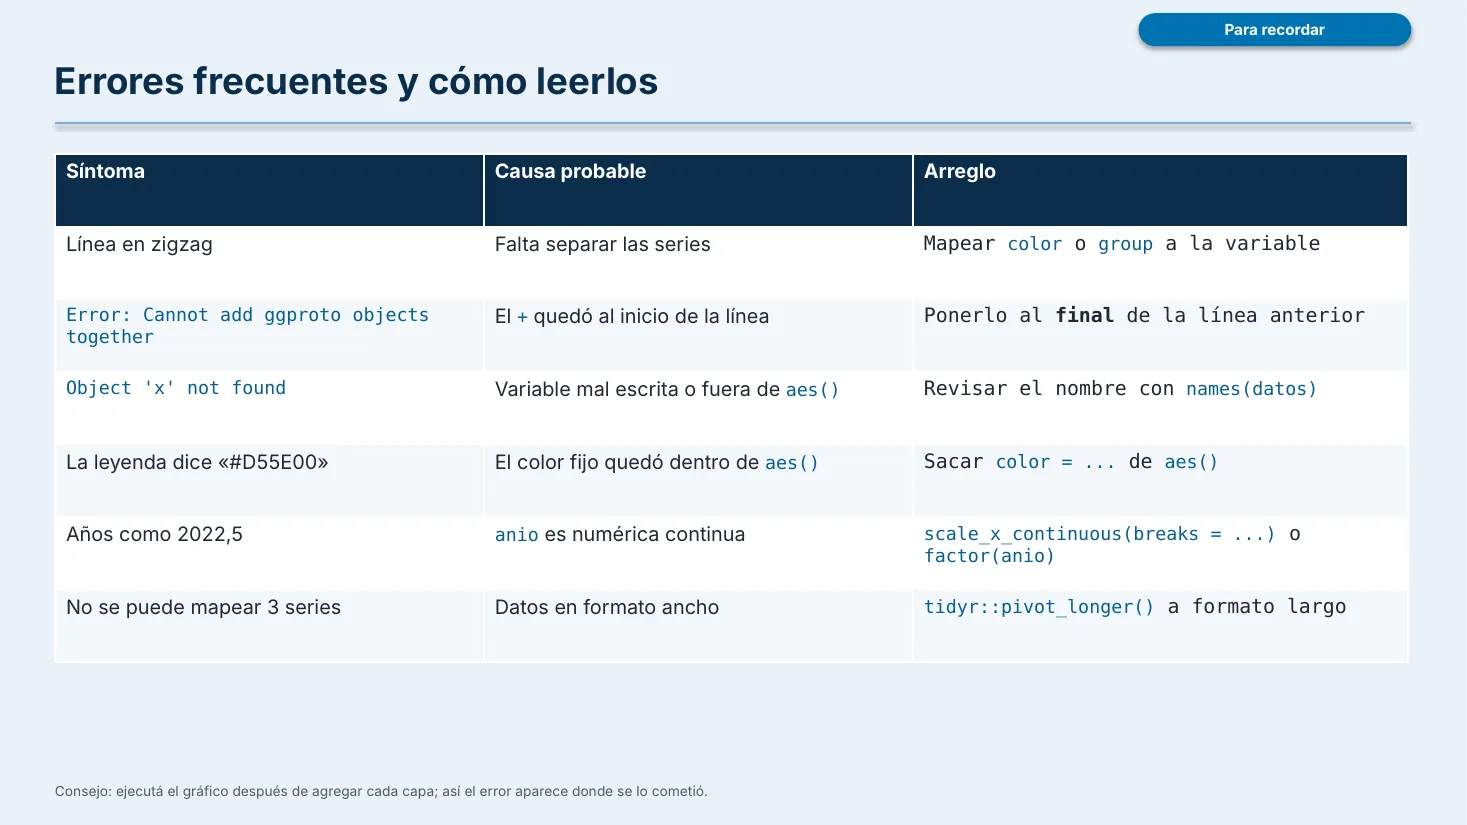 Para recordar
Errores frecuentes y cómo leerlos
Síntoma
Causa probable
Arreglo
Línea en zigzag
Falta separar las series
Mapear color o group a la variable
Error: Cannot add ggproto objects
together
El + quedó al inicio de la línea
Ponerlo al final de la línea anterior
Object 'x' not found
Variable mal escrita o fuera de aes()
Revisar el nombre con names(datos)
La leyenda dice «#D55E00»
El color fijo quedó dentro de aes()
Sacar color = ... de aes()
Años como 2022,5
anio es numérica continua
scale_x_continuous(breaks = ...) o
factor(anio)
No se puede mapear 3 series
Datos en formato ancho
tidyr::pivot_longer() a formato largo
Consejo: ejecutá el gráfico después de agregar cada capa; así el error aparece donde se lo cometió.